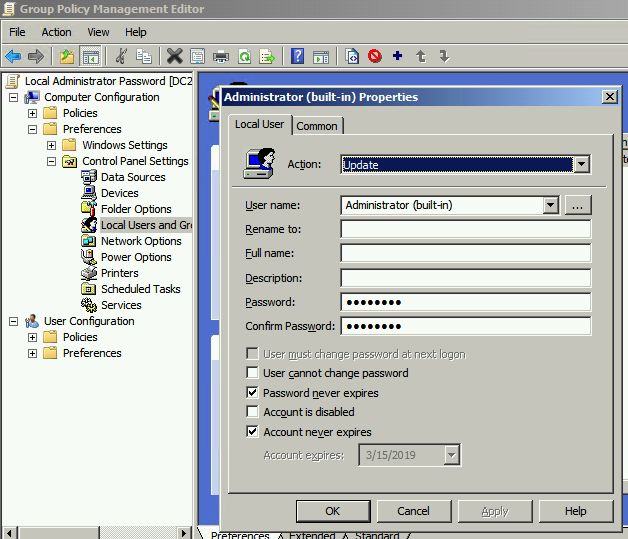 Group Policy Management Editor
File Action View Help
Local Administrator Password [DC2
Computer Configuration
Policies
Preferences
Windows Settings
Control Panel Settings
Data Sources
Devices
Folder Options
Local Users and Gro
Network Options
Power Options
Printers
Scheduled Tasks
Services
User Configuration
Policies
Preferences
Administrator (built-in) Properties
Local User Common
Action: Update
User name: Administrator (built-in) ...
Rename to:
Full name:
Description:
Password: ●●●●●●●●
Confirm Password: ●●●●●●●●
User must change password at next logon
User cannot change password
Password never expires
Account is disabled
Account never expires
Account expires: 3/15/2019
OK Cancel Apply Help
Preferences Extended Standard